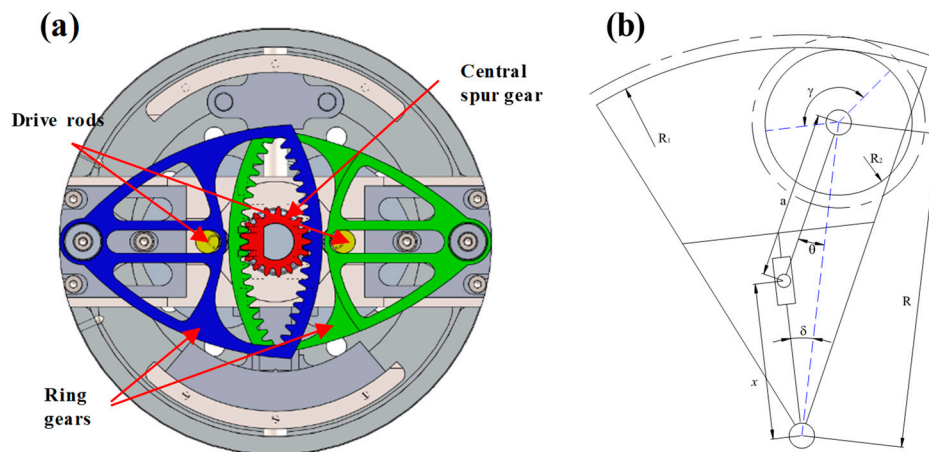 (a)
Central
spur gear
Drive rods
Ring
gears
S
(b)
γ
R₁
R₂
a
θ
R
δ
x